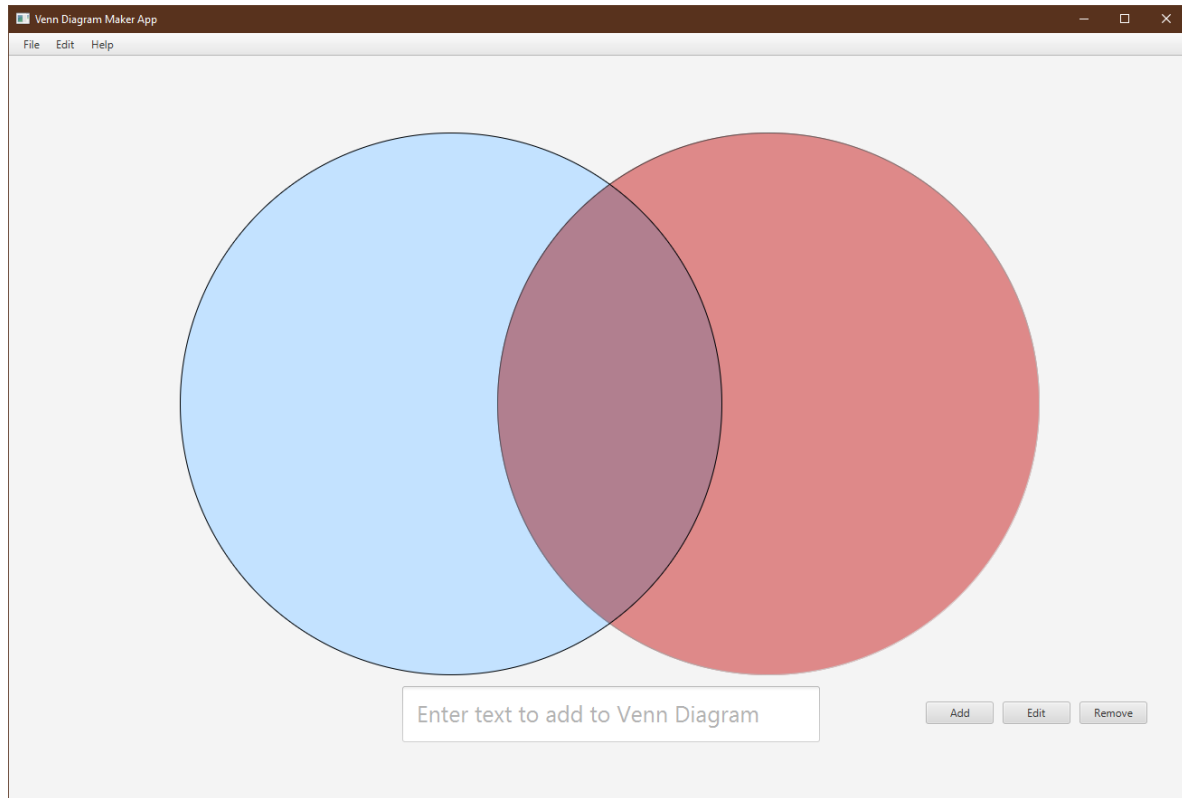 Venn Diagram Maker App
File Edit Help
Enter text to add to Venn Diagram
Add Edit Remove